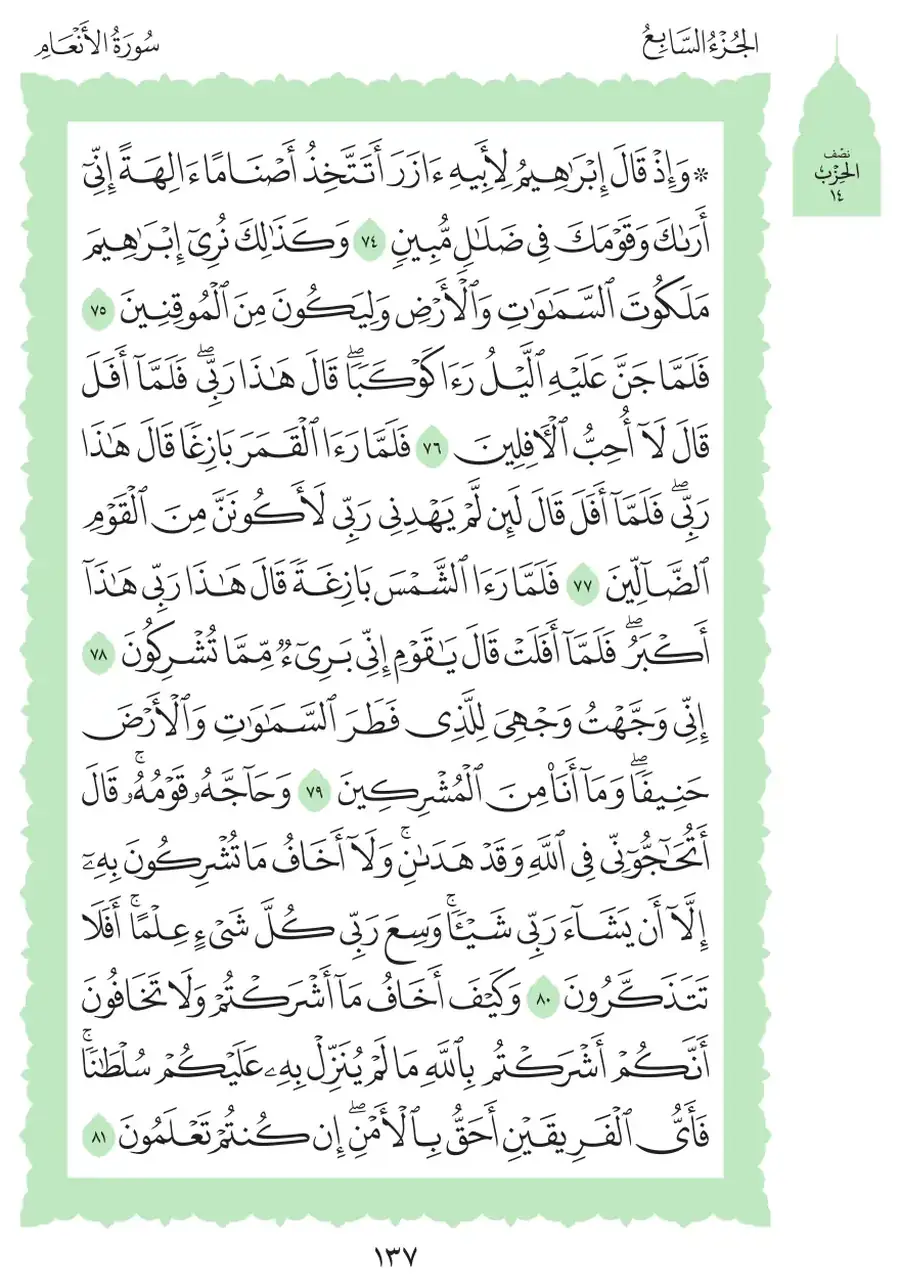 الجُزْءُ السَّابِعُ
سُورَةُ الأَنْعَامِ
نصف
الحِزْب
١٤
۞ وَإِذْ قَالَ إِبْرَٰهِيمُ لِأَبِيهِ ءَازَرَ أَتَتَّخِذُ أَصْنَامًا ءَالِهَةً إِنِّيٓ
أَرَىٰكَ وَقَوْمَكَ فِي ضَلَٰلٖ مُّبِينٖ ٧٤ وَكَذَٰلِكَ نُرِيٓ إِبْرَٰهِيمَ
مَلَكُوتَ ٱلسَّمَٰوَٰتِ وَٱلْأَرْضِ وَلِيَكُونَ مِنَ ٱلْمُوقِنِينَ ٧٥
فَلَمَّا جَنَّ عَلَيْهِ ٱلَّيْلُ رَءَا كَوْكَبٗاۖ قَالَ هَٰذَا رَبِّيۖ فَلَمَّآ أَفَلَ
قَالَ لَآ أُحِبُّ ٱلْأٓفِلِينَ ٧٦ فَلَمَّا رَءَا ٱلْقَمَرَ بَازِغٗا قَالَ هَٰذَا
رَبِّيۖ فَلَمَّآ أَفَلَ قَالَ لَئِن لَّمْ يَهْدِنِي رَبِّي لَأَكُونَنَّ مِنَ ٱلْقَوْمِ
ٱلضَّآلِّينَ ٧٧ فَلَمَّا رَءَا ٱلشَّمْسَ بَازِغَةٗ قَالَ هَٰذَا رَبِّي هَٰذَآ
أَكْبَرُۖ فَلَمَّآ أَفَلَتْ قَالَ يَٰقَوْمِ إِنِّي بَرِيٓءٞ مِّمَّا تُشْرِكُونَ ٧٨
إِنِّي وَجَّهْتُ وَجْهِيَ لِلَّذِي فَطَرَ ٱلسَّمَٰوَٰتِ وَٱلْأَرْضَ
حَنِيفٗاۖ وَمَآ أَنَا۠ مِنَ ٱلْمُشْرِكِينَ ٧٩ وَحَآجَّهُۥ قَوْمُهُۥۚ قَالَ
أَتُحَٰٓجُّوٓنِّي فِي ٱللَّهِ وَقَدْ هَدَىٰنِۚ وَلَآ أَخَافُ مَا تُشْرِكُونَ بِهِۦٓ
إِلَّآ أَن يَشَآءَ رَبِّي شَيْـٔٗاۚ وَسِعَ رَبِّي كُلَّ شَيْءٍ عِلْمًاۚ أَفَلَا
تَتَذَكَّرُونَ ٨٠ وَكَيْفَ أَخَافُ مَآ أَشْرَكْتُمْ وَلَا تَخَافُونَ
أَنَّكُمْ أَشْرَكْتُم بِٱللَّهِ مَا لَمْ يُنَزِّلْ بِهِۦ عَلَيْكُمْ سُلْطَٰنٗاۚ
فَأَيُّ ٱلْفَرِيقَيْنِ أَحَقُّ بِٱلْأَمْنِۖ إِن كُنتُمْ تَعْلَمُونَ ٨١
١٣٧